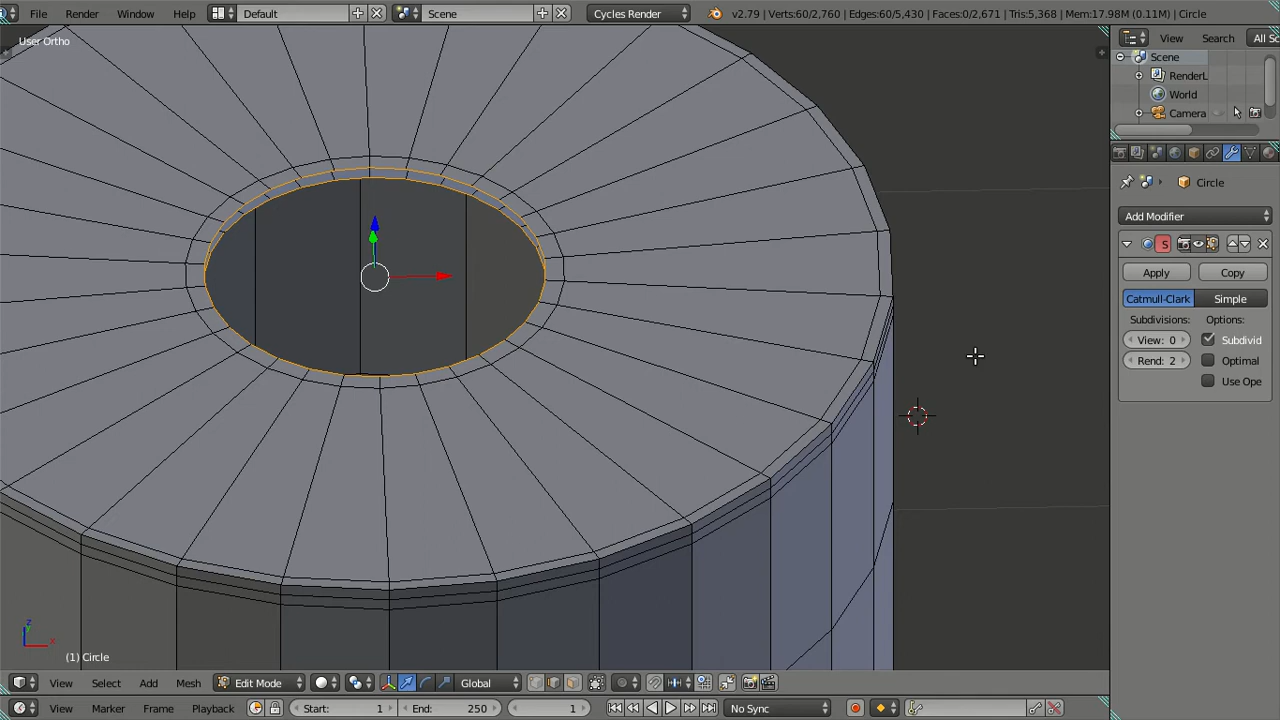 File Render Window Help Default Scene Cycles Render v2.79 | Verts:60/2,760 | Edges:60/5,430 | Faces:0/2,671 | Tris:5,368 | Mem:17.98M (0.11M) | Circle
User Ortho
View Search All Sc
Scene
RenderL
World
Camera
Circle
Add Modifier
S
Apply Copy
Catmull-Clark Simple
Subdivisions: Options:
View: 0 Subdivid
Rend: 2 Optimal
Use Ope
z
y
x
(1) Circle
View Select Add Mesh Edit Mode Global
View Marker Frame Playback Start: 1 End: 250 1 No Sync